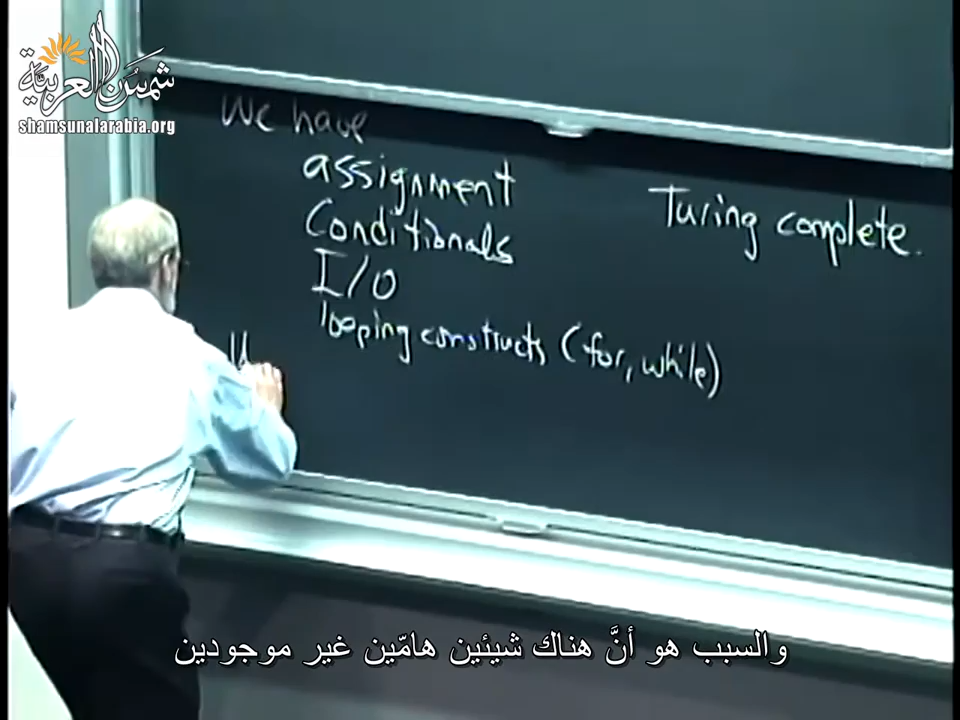 شمس العربية
shamsunalarabia.org
We have
assignment
Conditionals
I/O
looping constructs (for, while)
Turing complete.
والسبب هو أنَّ هناك شيئين هامّين غير موجودين